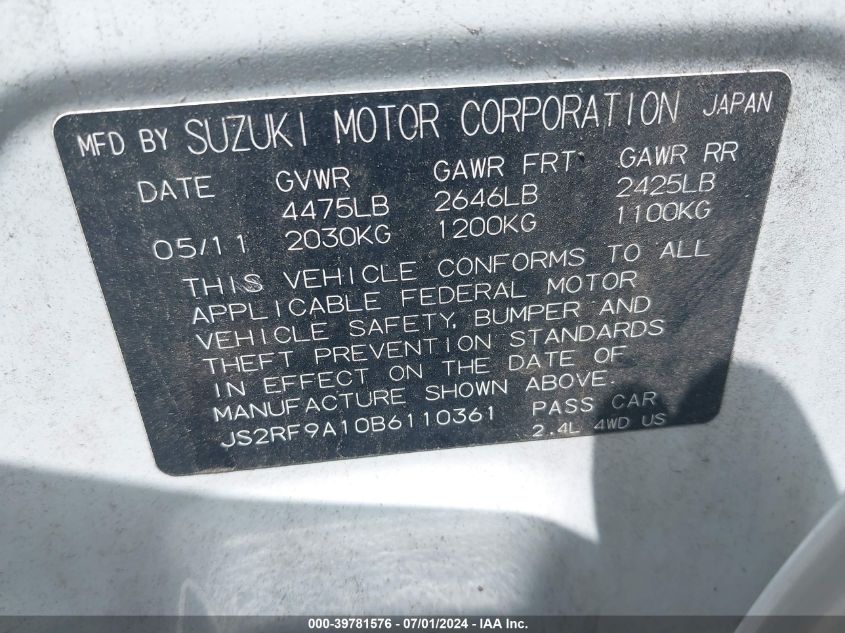 MFD BY SUZUKI MOTOR CORPORATION JAPAN
DATE GVWR GAWR FRT GAWR RR
4475LB 2646LB 2425LB
05/11 2030KG 1200KG 1100KG
THIS VEHICLE CONFORMS TO ALL
APPLICABLE FEDERAL MOTOR
VEHICLE SAFETY, BUMPER AND
THEFT PREVENTION STANDARDS
IN EFFECT ON THE DATE OF
MANUFACTURE SHOWN ABOVE.
JS2RF9A10B6110361 PASS CAR
2.4L 4WD US
000-39781576 / 07/01/2024 - IAA Inc.